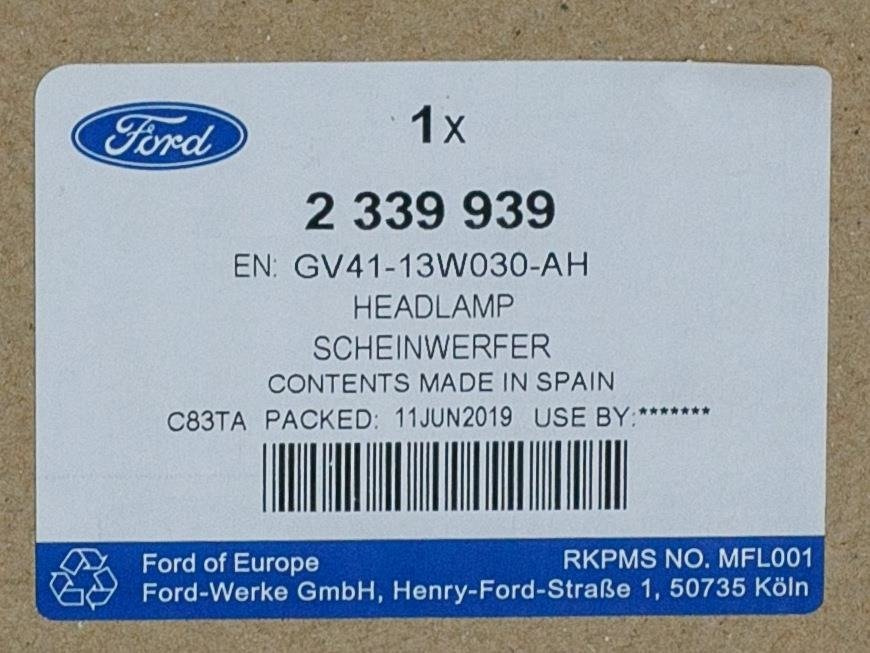 Ford
1x
2 339 939
EN: GV41-13W030-AH
HEADLAMP
SCHEINWERFER
CONTENTS MADE IN SPAIN
C83TA PACKED: 11JUN2019 USE BY:*******
Ford of Europe RKPMS NO. MFL001
Ford-Werke GmbH, Henry-Ford-Straße 1, 50735 Köln